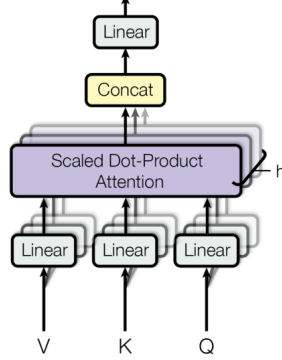 Linear
Concat
Scaled Dot-Product
Attention
h
Linear Linear Linear
V K Q